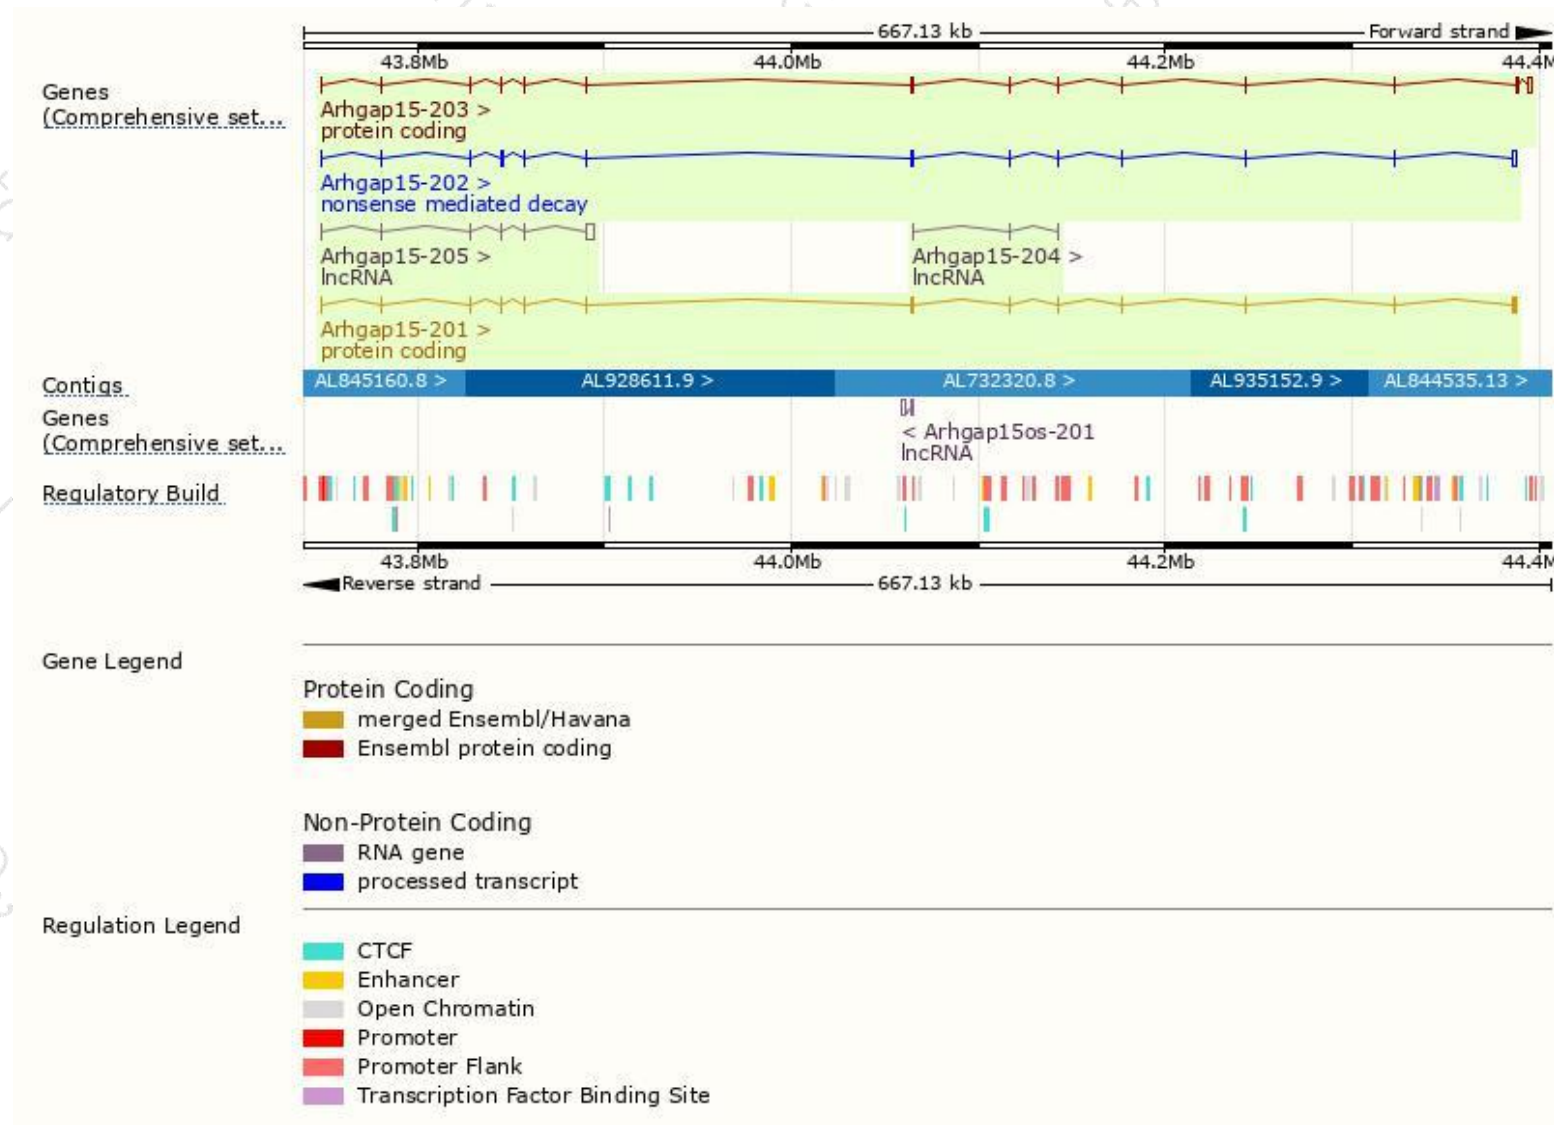 667.13 kb Forward strand
43.8Mb 44.0Mb 44.2Mb 44.4M
Genes
(Comprehensive set...
Arhgap15-203 >
protein coding
Arhgap15-202 >
nonsense mediated decay
Arhgap15-205 > Arhgap15-204 >
lncRNA lncRNA
Arhgap15-201 >
protein coding
Contigs AL845160.8 > AL928611.9 > AL732320.8 > AL935152.9 > AL844535.13 >
Genes
(Comprehensive set...
< Arhgap15os-201
lncRNA
Regulatory Build
43.8Mb 44.0Mb 44.2Mb 44.4M
Reverse strand 667.13 kb
Gene Legend
Protein Coding
merged Ensembl/Havana
Ensembl protein coding
Non-Protein Coding
RNA gene
processed transcript
Regulation Legend
CTCF
Enhancer
Open Chromatin
Promoter
Promoter Flank
Transcription Factor Binding Site